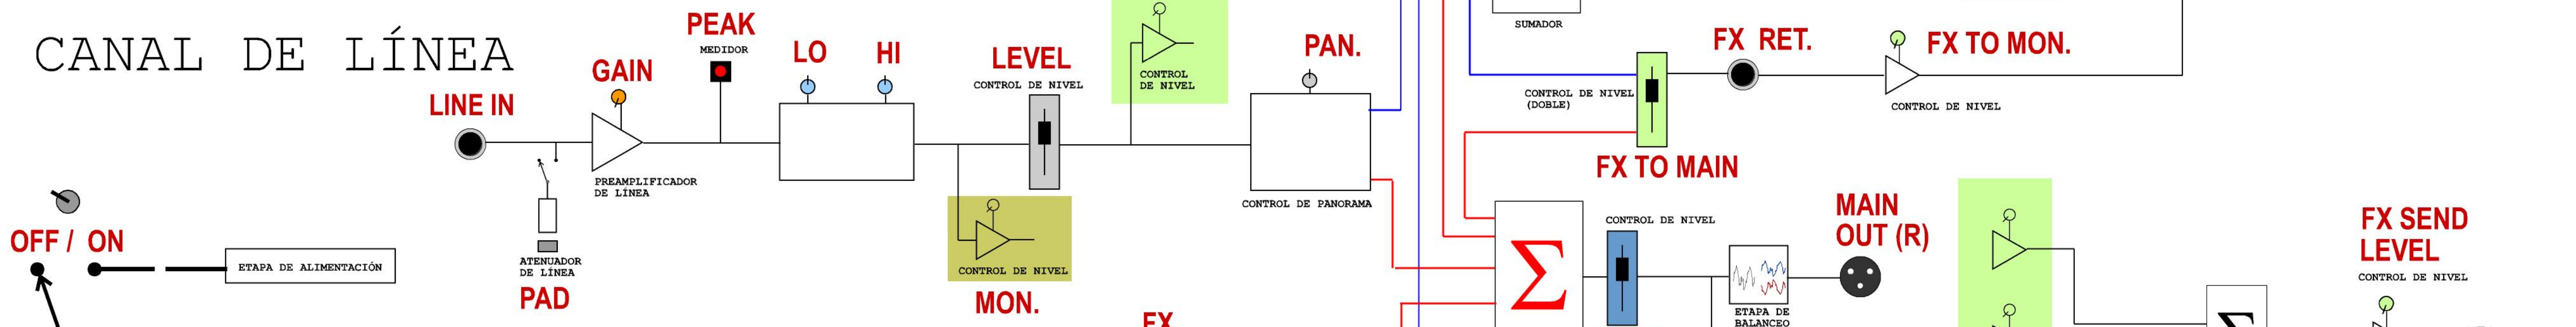 CANAL DE LÍNEA
LINE IN
GAIN
PREAMPLIFICADOR
DE LÍNEA
PEAK
MEDIDOR
LO
HI
LEVEL
CONTROL DE NIVEL
CONTROL
DE NIVEL
PAN.
CONTROL DE PANORAMA
OFF / ON
ETAPA DE ALIMENTACIÓN
ATENUADOR
DE LÍNEA
PAD
CONTROL DE NIVEL
MON.
FX
SUMADOR
CONTROL DE NIVEL
(DOBLE)
FX TO MAIN
FX RET.
FX TO MON.
CONTROL DE NIVEL
Σ
CONTROL DE NIVEL
ETAPA DE
BALANCEO
MAIN
OUT (R)
Σ
FX SEND
LEVEL
CONTROL DE NIVEL